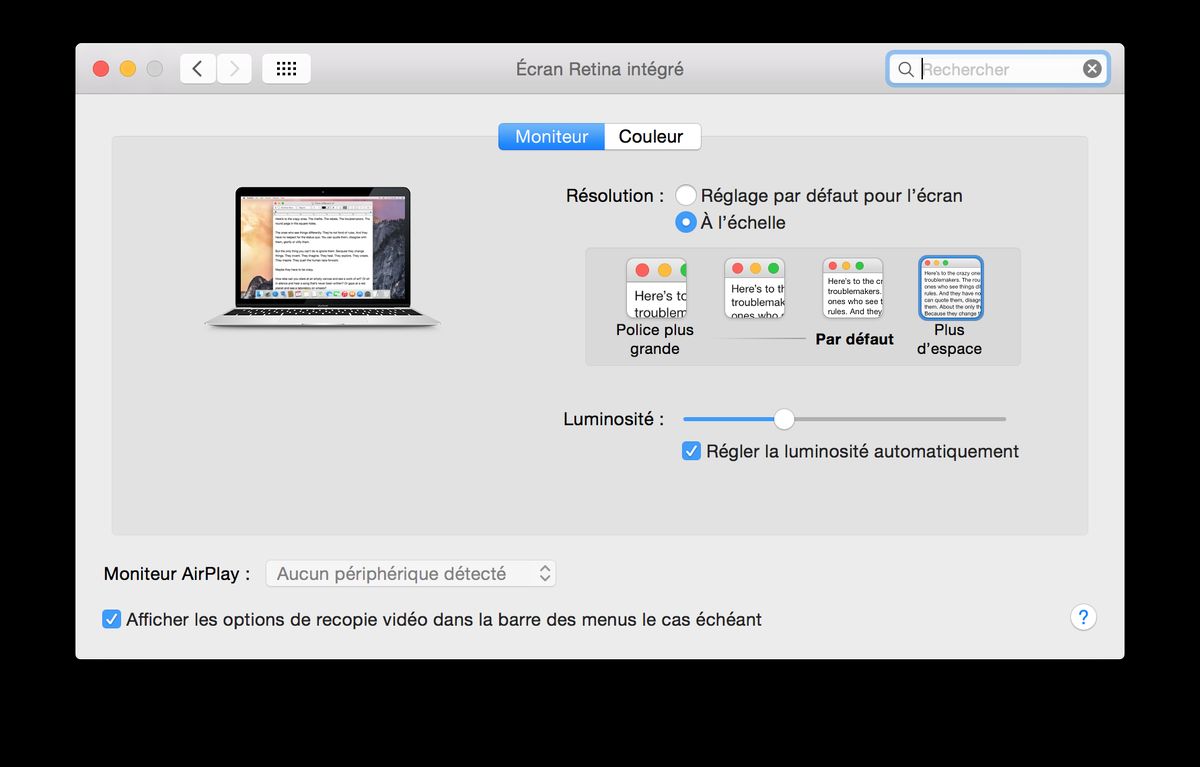 Écran Retina intégré
Rechercher
Moniteur
Couleur
Résolution :
Réglage par défaut pour l'écran
À l'échelle
Here's to
troublem
Police plus
grande
Here's to th
troublemak
ones who
Here's to the cr
troublemakers.
ones who see t
rules. And they
Par défaut
Here's to the crazy one
troublemakers. The rou
ones who see things di
rules. And they have no
can quote them, disagr
them. About the only th
Because they change t
Plus
d'espace
Luminosité :
Régler la luminosité automatiquement
Moniteur AirPlay :
Aucun périphérique détecté
Afficher les options de recopie vidéo dans la barre des menus le cas échéant
?